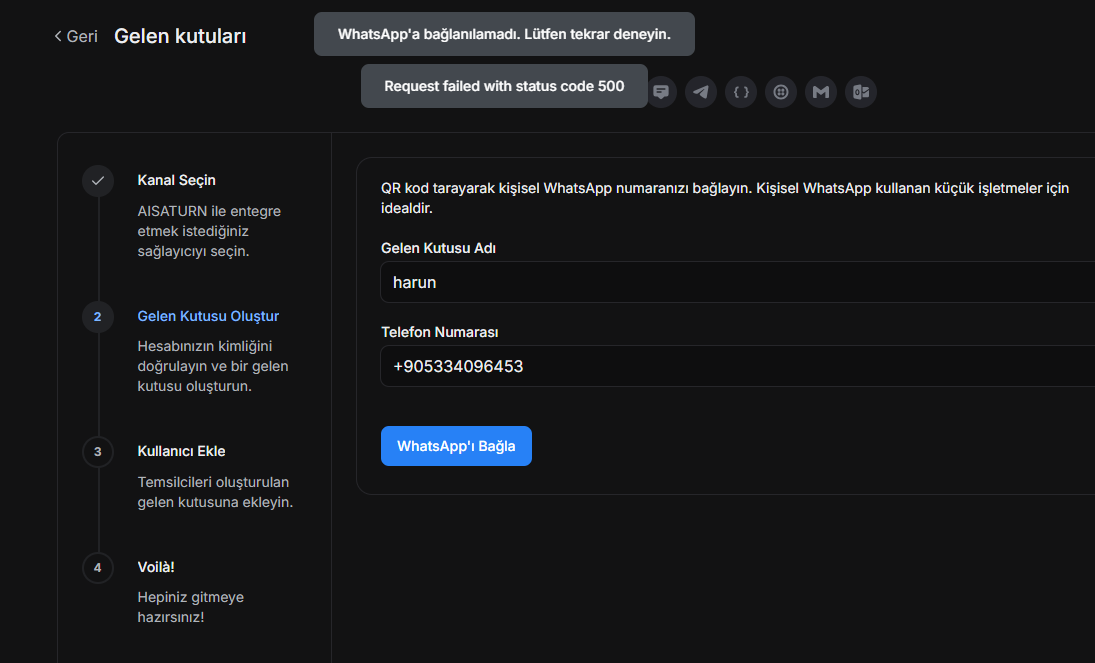 Geri
Gelen kutuları
WhatsApp'a bağlanılamadı. Lütfen tekrar deneyin.
Request failed with status code 500
Kanal Seçin
AISATURN ile entegre
etmek istediğiniz
sağlayıcıyı seçin.
2
Gelen Kutusu Oluştur
Hesabınızın kimliğini
doğrulayın ve bir gelen
kutusu oluşturun.
3
Kullanıcı Ekle
Temsilcileri oluşturulan
gelen kutusuna ekleyin.
4
Voilà!
Hepiniz gitmeye
hazırsınız!
QR kod tarayarak kişisel WhatsApp numaranızı bağlayın. Kişisel WhatsApp kullanan küçük işletmeler için
idealdir.
Gelen Kutusu Adı
harun
Telefon Numarası
+905334096453
WhatsApp'ı Bağla